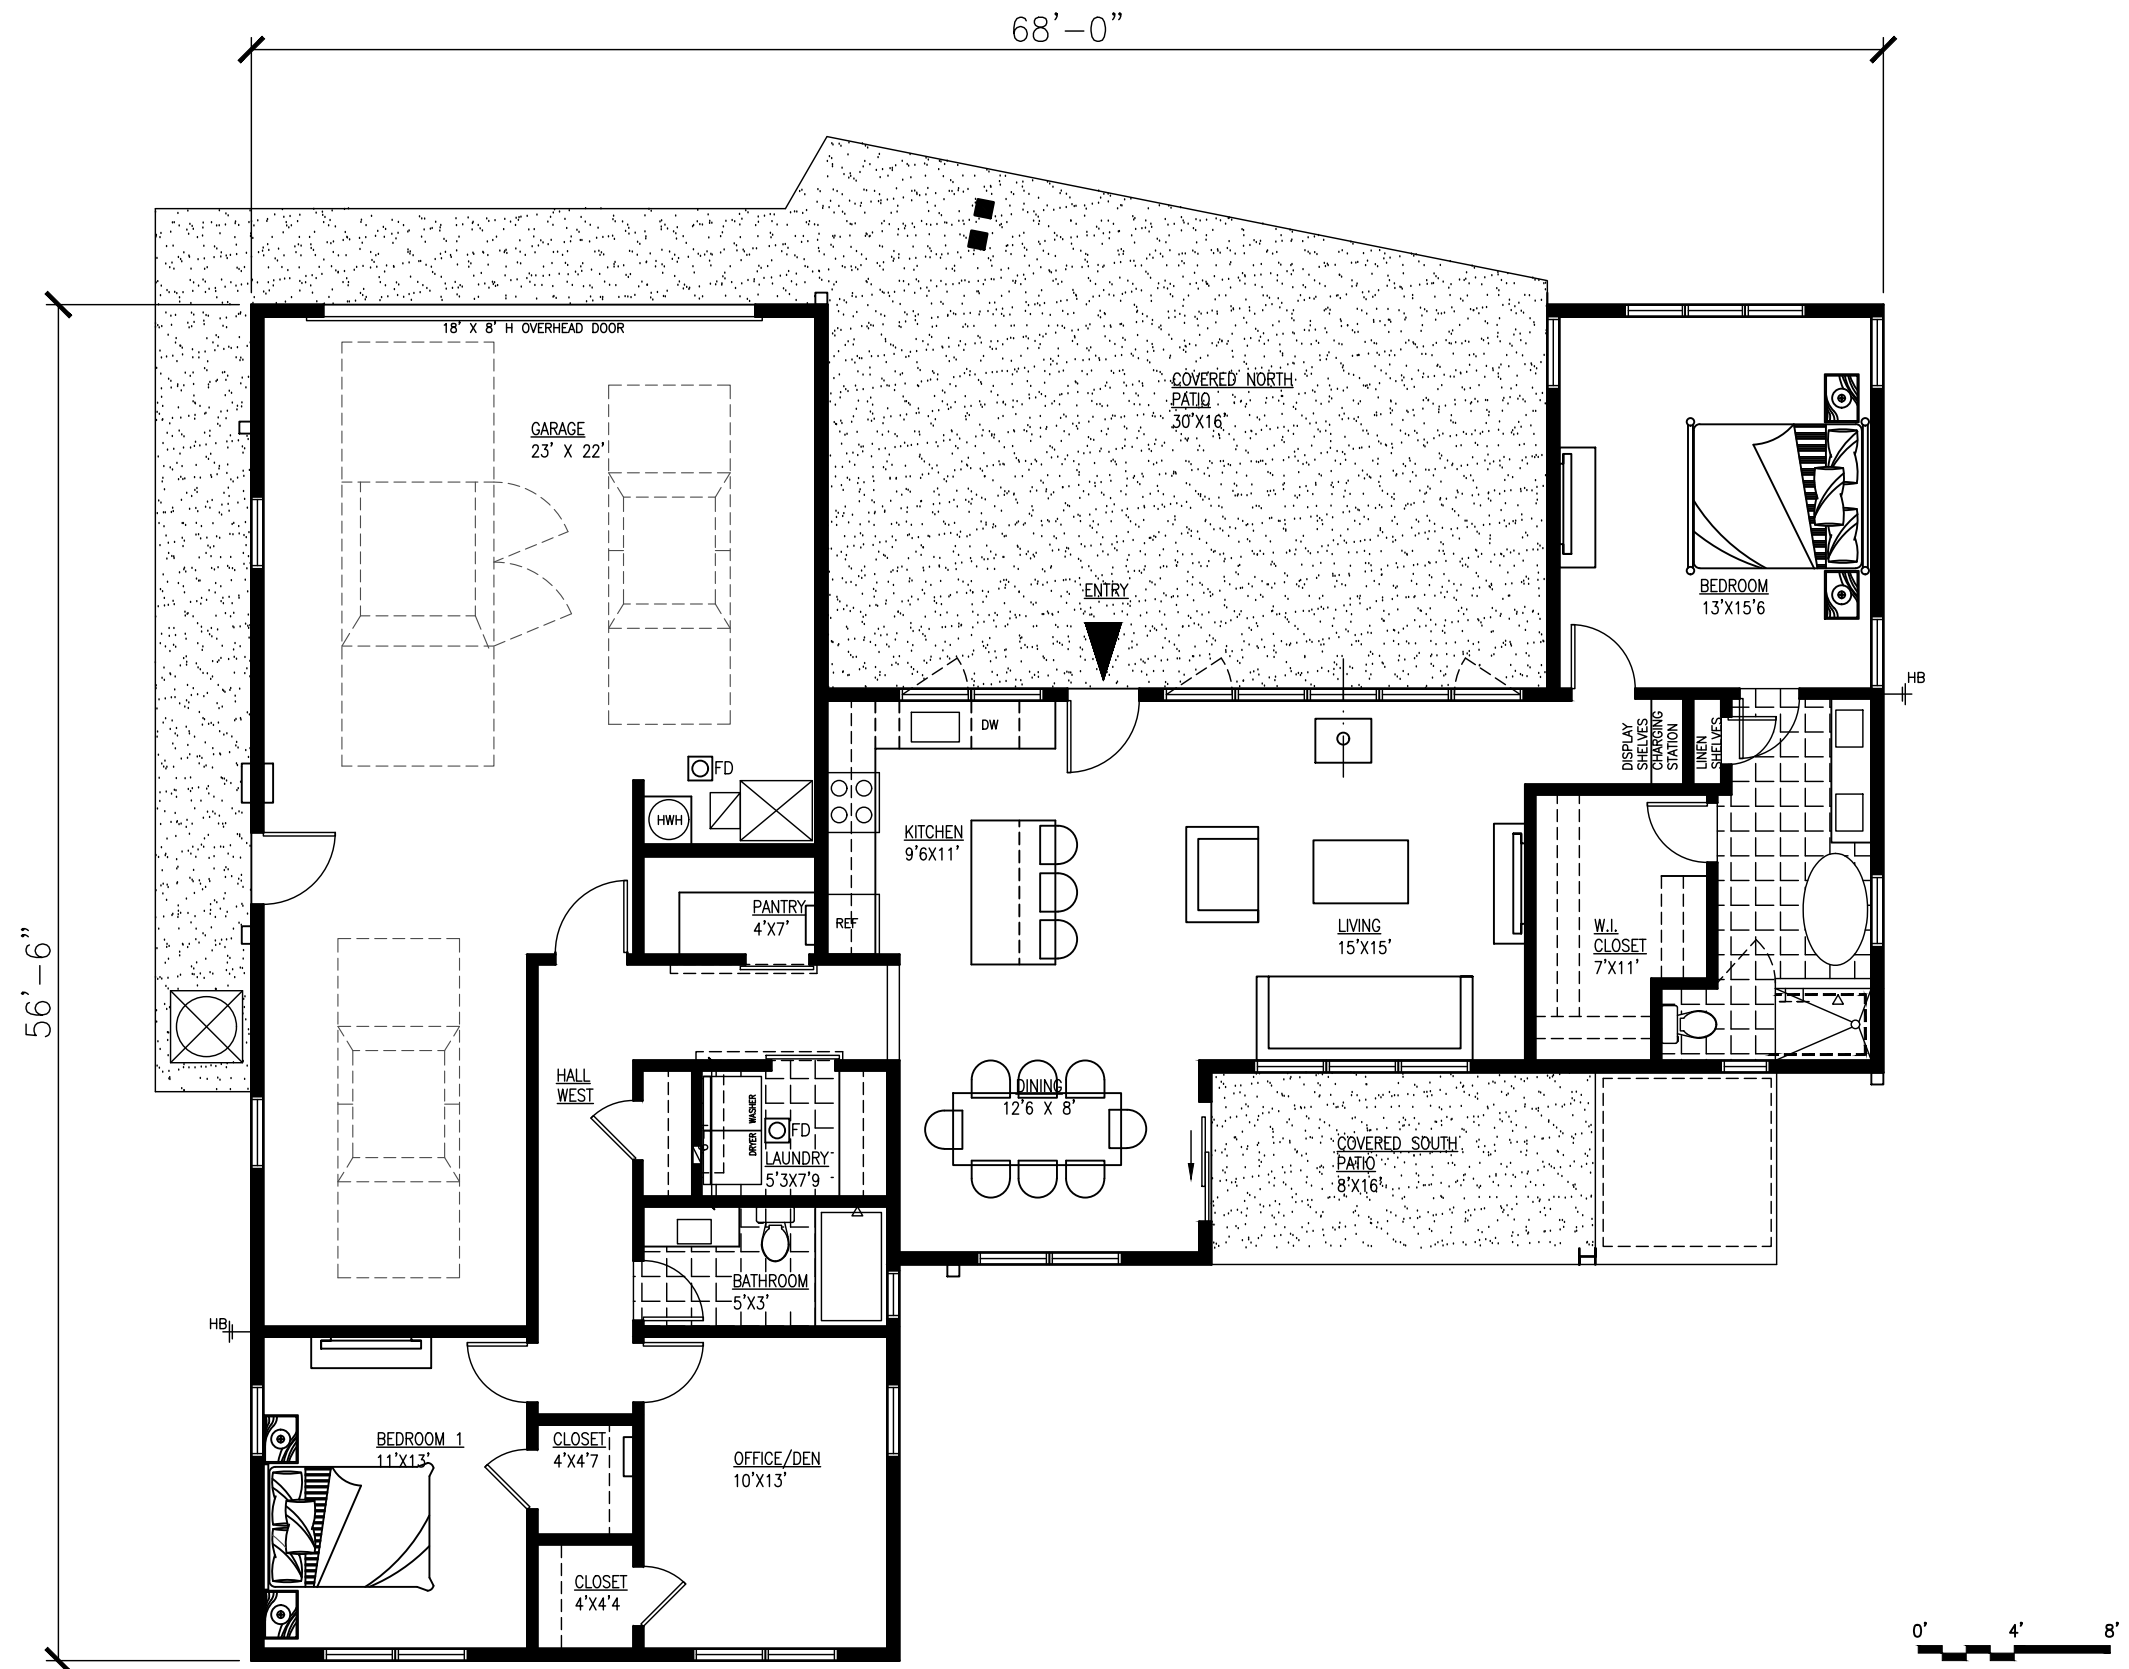 68'-0"
18' X 8' H OVERHEAD DOOR
COVERED NORTH
PATIO
30'X16'
GARAGE
23' X 22'
ENTRY
BEDROOM
13'X15'6
HB
DW
DISPLAY
SHELVES
CHARGING
STATION
LINEN
SHELVES
FD
HWH
KITCHEN
9'6X11'
PANTRY
4'X7'
REF
LIVING
15'X15'
W.I.
CLOSET
7'X11'
56'-6"
HALL
WEST
DINING
12'6 X 8'
WASHER
DRYER
FD
LAUNDRY
5'3X7'9
COVERED SOUTH
PATIO
8'X16'
BATHROOM
5'X3'
HB
BEDROOM 1
11'X13'
CLOSET
4'X4'7
OFFICE/DEN
10'X13'
CLOSET
4'X4'4
0' 4' 8'